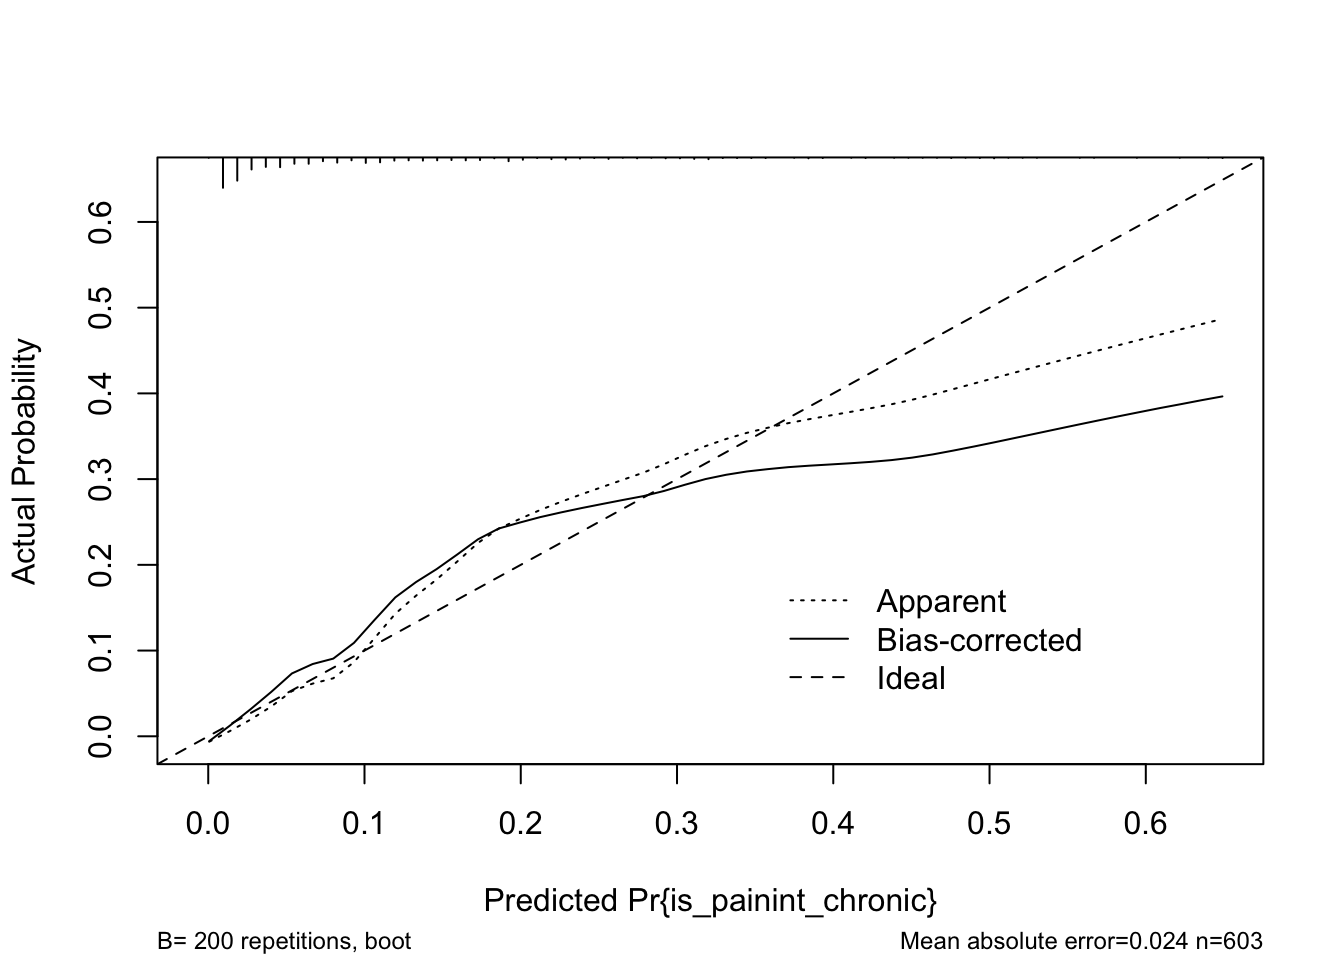 0.6
0.5
0.4
0.3
0.2
0.1
0.0
Actual Probability
Apparent
Bias-corrected
Ideal
0.0 0.1 0.2 0.3 0.4 0.5 0.6
Predicted Pr{is_painint_chronic}
B= 200 repetitions, boot
Mean absolute error=0.024 n=603